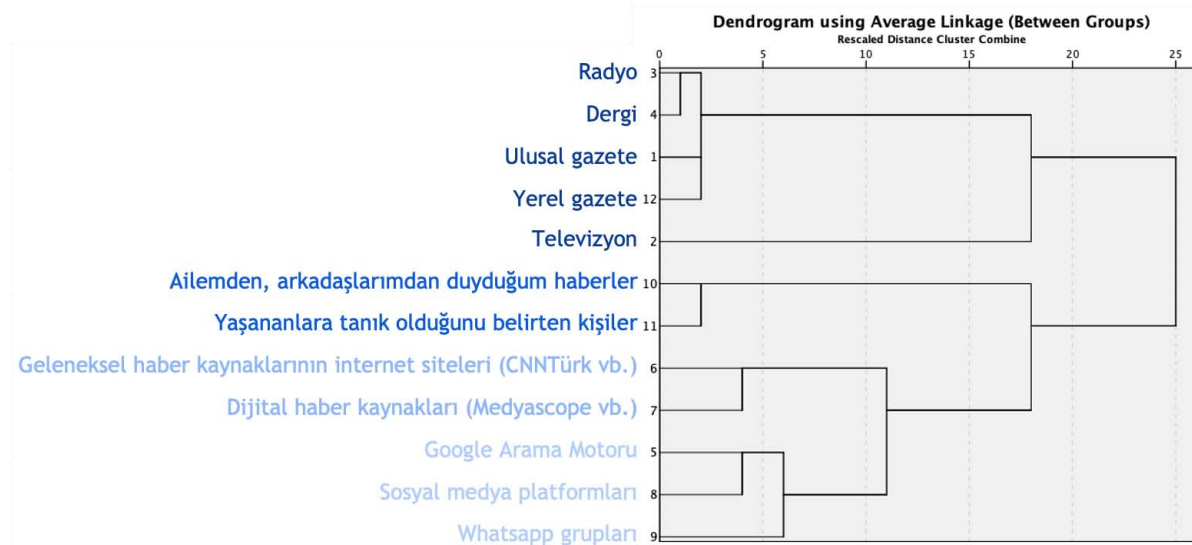 Dendrogram using Average Linkage (Between Groups)
Rescaled Distance Cluster Combine
0 5 10 15 20 25
Radyo 3
Dergi 4
Ulusal gazete 1
Yerel gazete 12
Televizyon 2
Ailemden, arkadaşlarımdan duyduğum haberler 10
Yaşananlara tanık olduğunu belirten kişiler 11
Geleneksel haber kaynaklarının internet siteleri (CNNTürk vb.) 6
Dijital haber kaynakları (Medyascope vb.) 7
Google Arama Motoru 5
Sosyal medya platformları 8
Whatsapp grupları 9